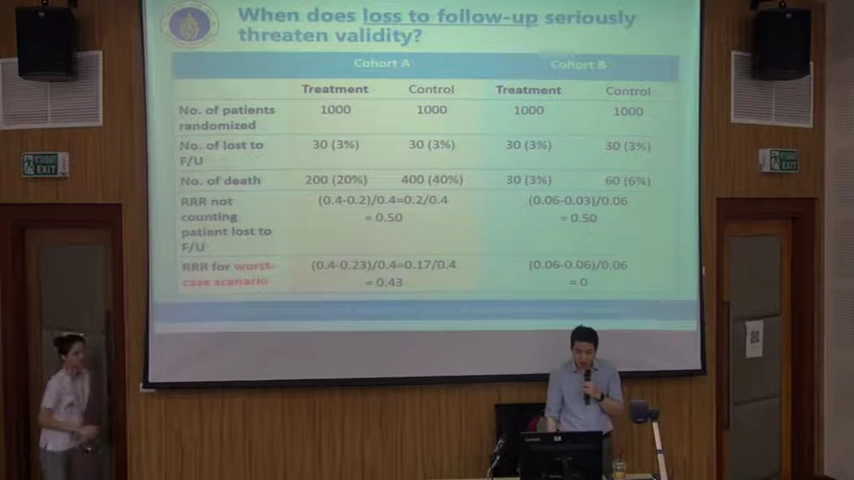 When does loss to follow-up seriously
threaten validity?
Cohort A Cohort B
Treatment Control Treatment Control
No. of patients 1000 1000 1000 1000
randomized
No. of lost to 30 (3%) 30 (3%) 30 (3%) 30 (3%)
F/U
No. of death 200 (20%) 400 (40%) 30 (3%) 60 (6%)
RRR not (0.4-0.2)/0.4=0.2/0.4 (0.06-0.03)/0.06
counting = 0.50 = 0.50
patient lost to
F/U
RRR for worst- (0.4-0.23)/0.4=0.17/0.4 (0.06-0.06)/0.06
case scanario = 0.43 = 0
EXIT
EXIT